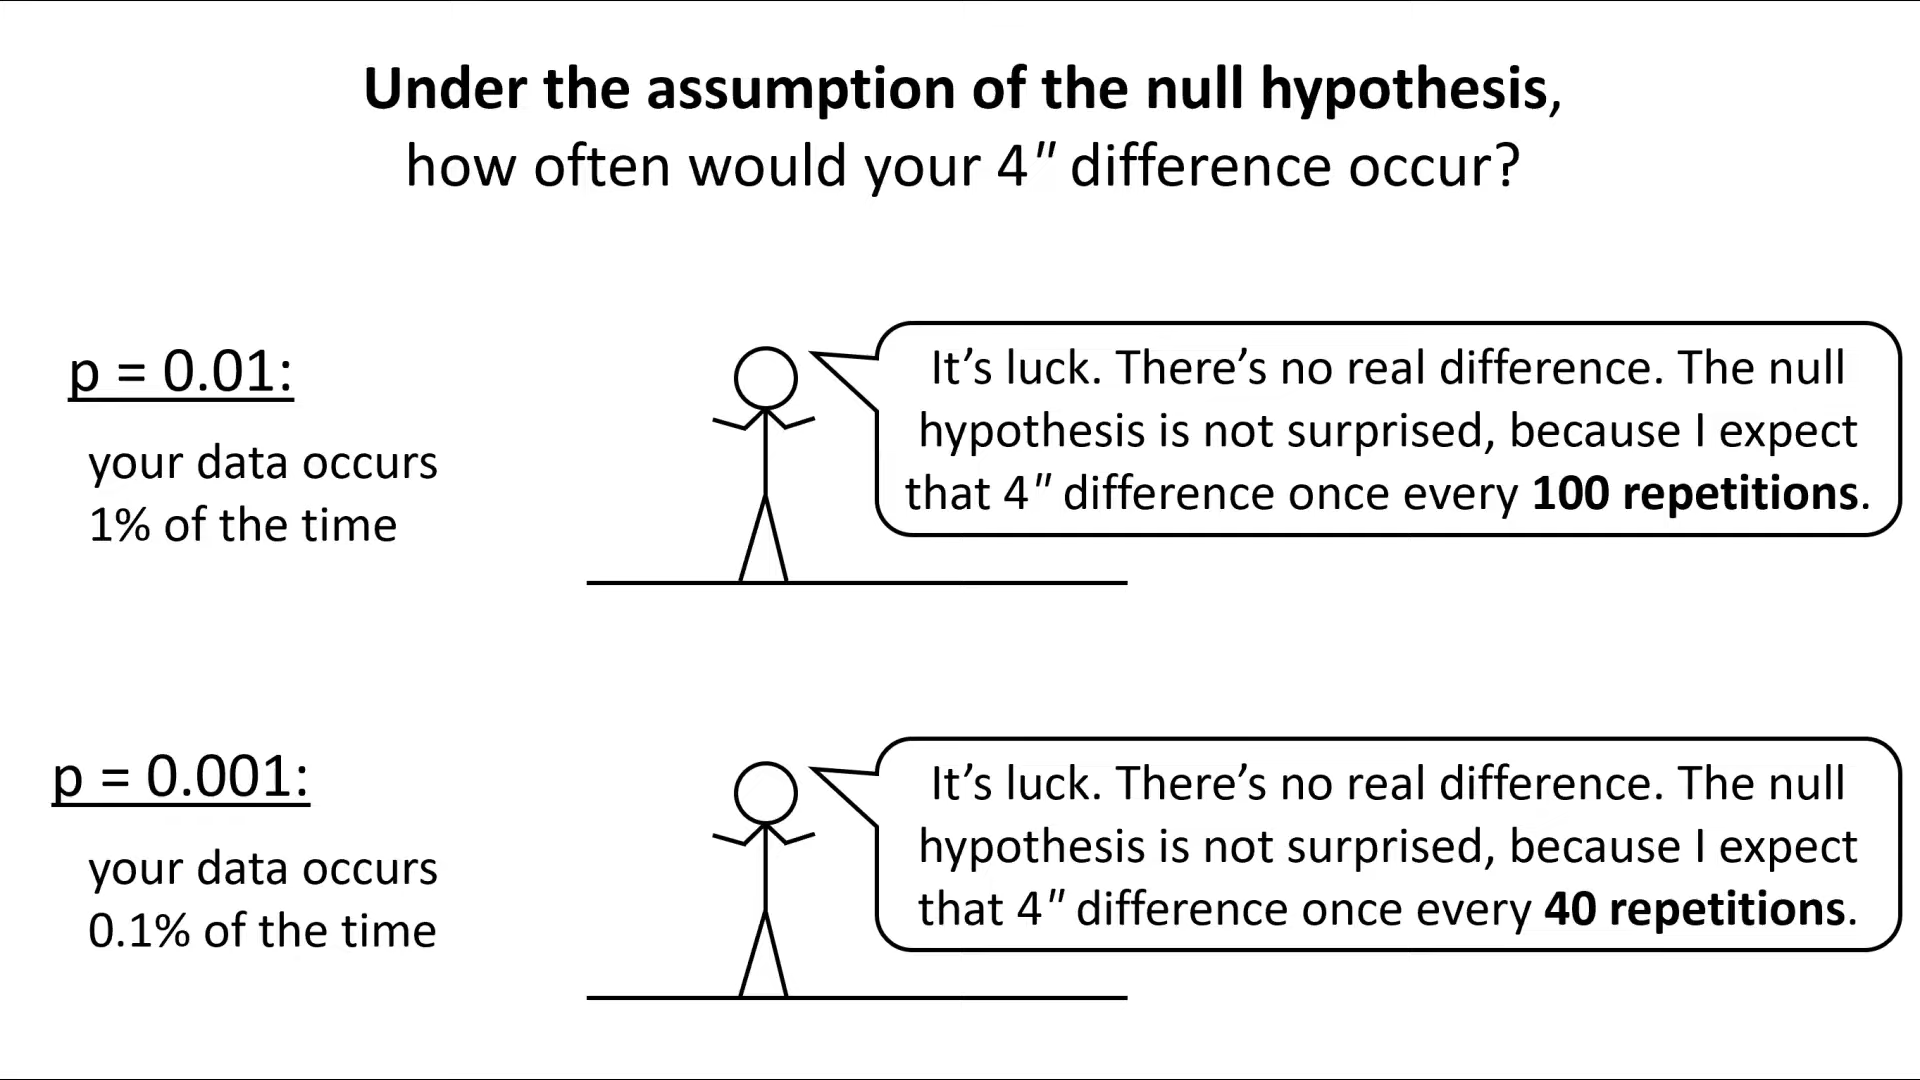 Under the assumption of the null hypothesis,
how often would your 4″ difference occur?
p = 0.01:
your data occurs
1% of the time
It’s luck. There’s no real difference. The null
hypothesis is not surprised, because I expect
that 4″ difference once every 100 repetitions.
p = 0.001:
your data occurs
0.1% of the time
It’s luck. There’s no real difference. The null
hypothesis is not surprised, because I expect
that 4″ difference once every 40 repetitions.